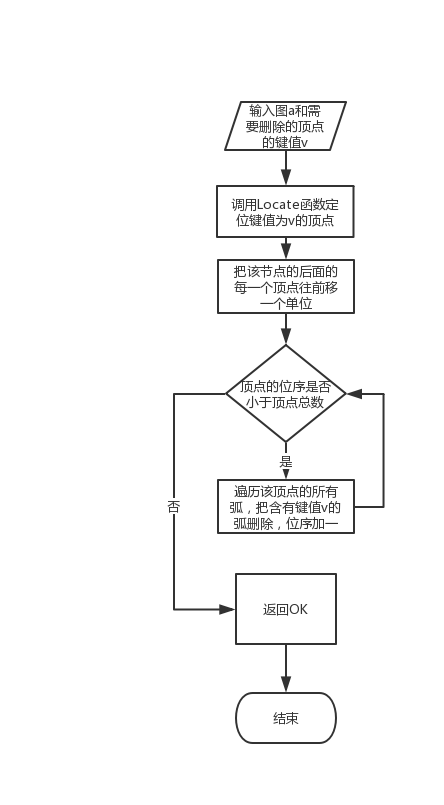 输入图a和需
要删除的顶点
的键值v
调用Locate函数定
位键值为v的顶点
把该节点的后面的
每一个顶点往前移
一个单位
顶点的位序是否
小于顶点总数
是
遍历该顶点的所有
弧，把含有键值v的
弧删除，位序加一
否
返回OK
结束